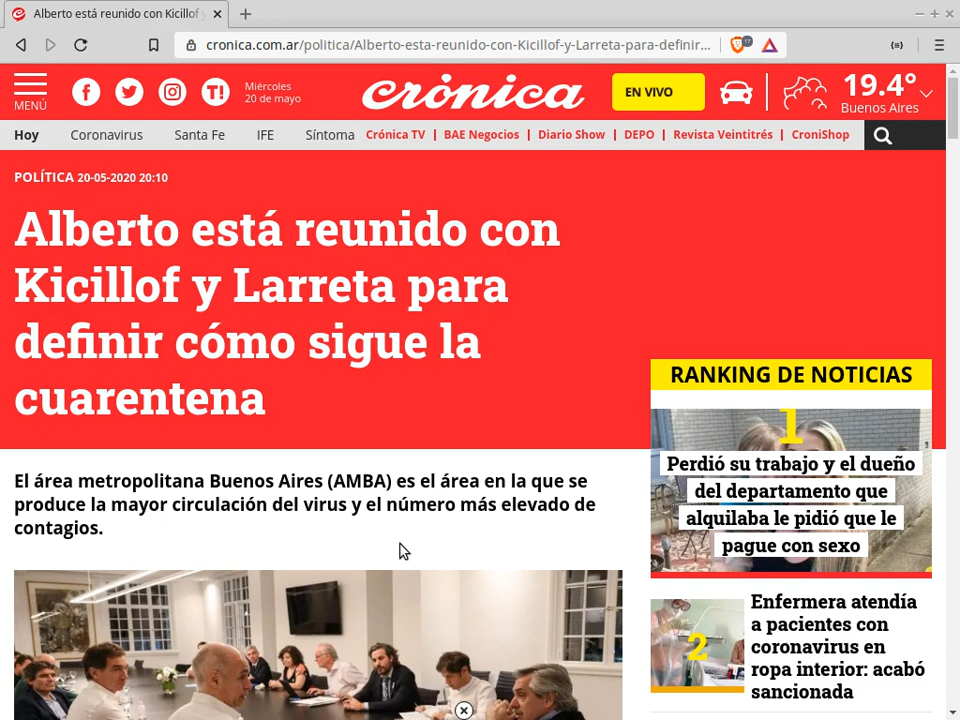 Alberto está reunido con Kicillof y
cronica.com.ar/politica/Alberto-esta-reunido-con-Kicillof-y-Larreta-para-definir...
17
MENÚ
T!
Miércoles
20 de mayo
crónica
EN VIVO
19.4°
Buenos Aires
Hoy Coronavirus Santa Fe IFE Síntoma Crónica TV | BAE Negocios | Diario Show | DEPO | Revista Veintitrés | CroniShop
POLÍTICA 20-05-2020 20:10
Alberto está reunido con
Kicillof y Larreta para
definir cómo sigue la
cuarentena
El área metropolitana Buenos Aires (AMBA) es el área en la que se
produce la mayor circulación del virus y el número más elevado de
contagios.
RANKING DE NOTICIAS
1
Perdió su trabajo y el dueño
del departamento que
alquilaba le pidió que le
pague con sexo
2
Enfermera atendía
a pacientes con
coronavirus en
ropa interior: acabó
sancionada